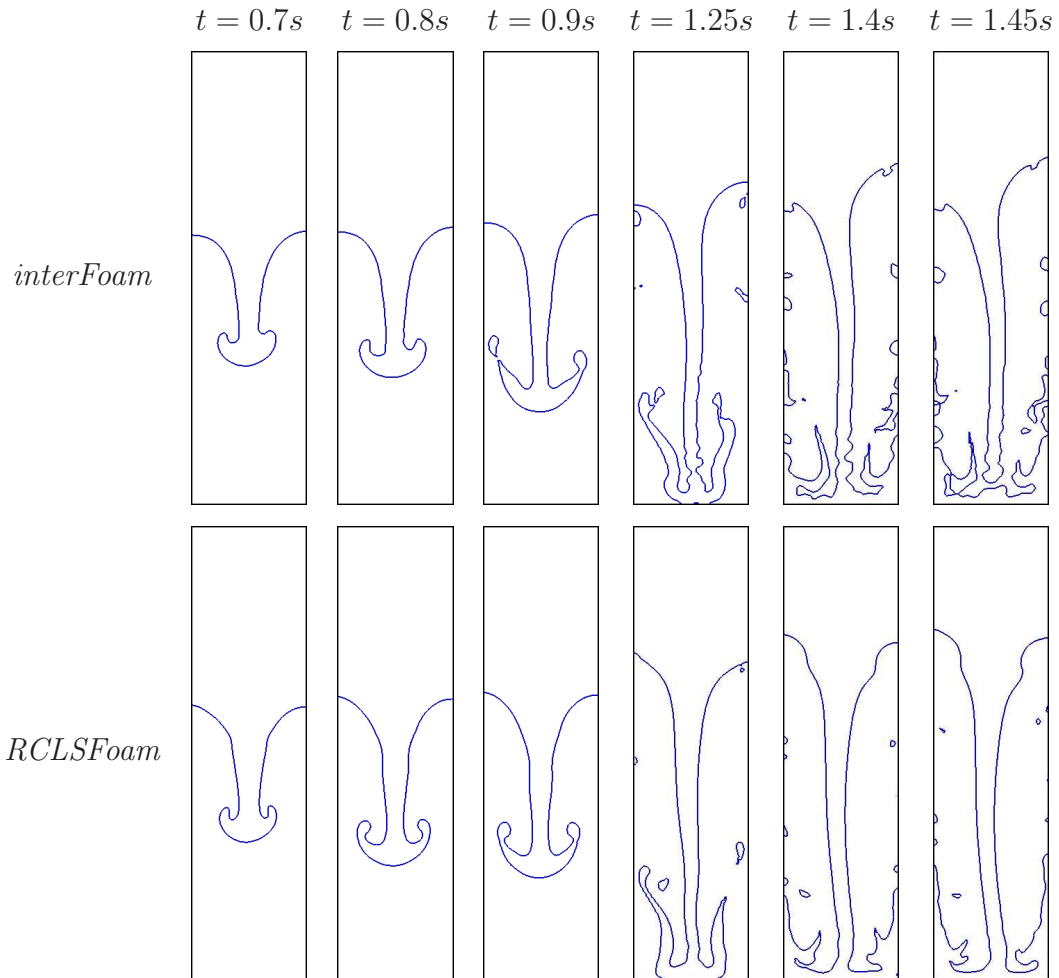 t = 0.7s t = 0.8s t = 0.9s t = 1.25s t = 1.4s t = 1.45s
interFoam
RCLSFoam